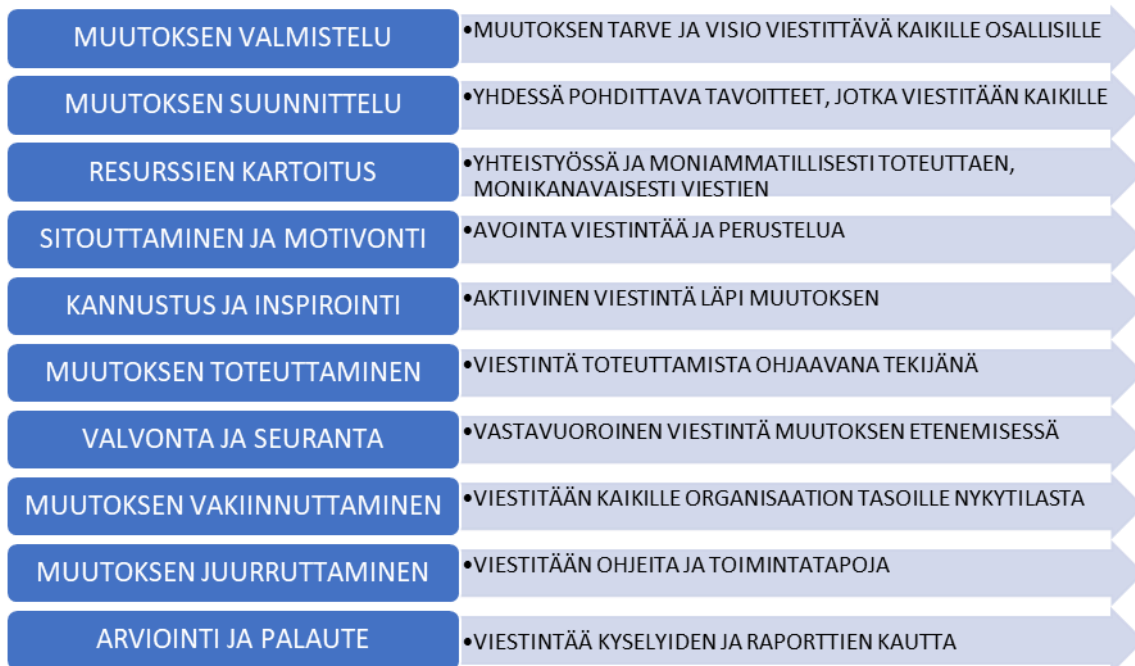 MUUTOKSEN VALMISTELU
•MUUTOKSEN TARVE JA VISIO VIESTITTÄVÄ KAIKILLE OSALLISILLE
MUUTOKSEN SUUNNITTELU
•YHDESSÄ POHDITTAVA TAVOITTEET, JOTKA VIESTITÄÄN KAIKILLE
RESURSSIEN KARTOITUS
•YHTEISTYÖSSÄ JA MONIAMMATILLISESTI TOTEUTTAEN,
MONIKANAVAISESTI VIESTIEN
SITOUTTAMINEN JA MOTIVONTI
•AVOINTA VIESTINTÄÄ JA PERUSTELUA
KANNUSTUS JA INSPIROINTI
•AKTIIVINEN VIESTINTÄ LÄPI MUUTOKSEN
MUUTOKSEN TOTEUTTAMINEN
•VIESTINTÄ TOTEUTTAMISTA OHJAAVANA TEKIJÄNÄ
VALVONTA JA SEURANTA
•VASTAVUOROINEN VIESTINTÄ MUUTOKSEN ETENEMISESSÄ
MUUTOKSEN VAKIINNUTTAMINEN
•VIESTITÄÄN KAIKILLE ORGANISAATION TASOILLE NYKYTILASTA
MUUTOKSEN JUURRUTTAMINEN
•VIESTITÄÄN OHJEITA JA TOIMINTATAPOJA
ARVIOINTI JA PALAUTE
•VIESTINTÄÄ KYSELYIDEN JA RAPORTTIEN KAUTTA